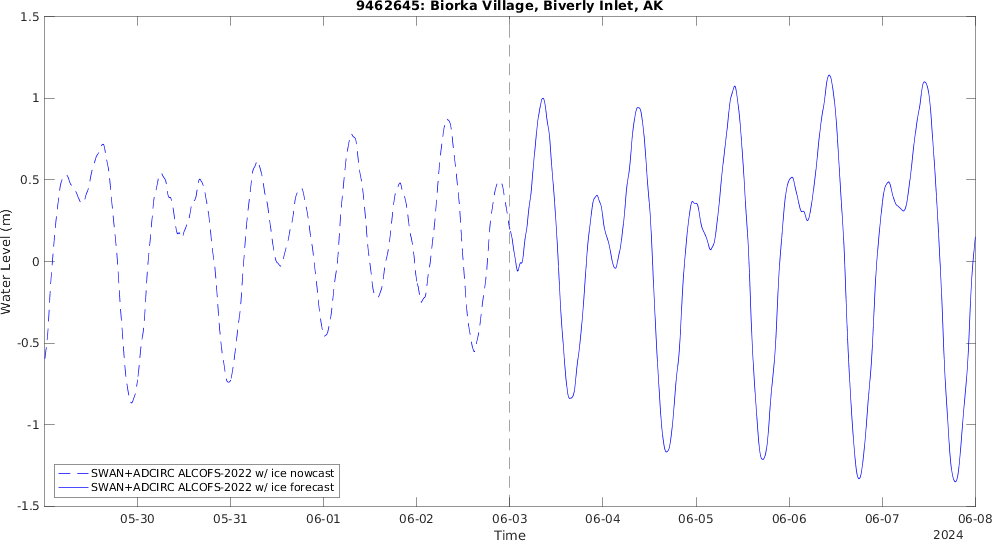 9462645: Biorka Village, Biverly Inlet, AK
1.5
1
0.5
0
-0.5
-1
-1.5
Water Level (m)
SWAN+ADCIRC ALCOFS-2022 w/ ice nowcast
SWAN+ADCIRC ALCOFS-2022 w/ ice forecast
05-30 05-31 06-01 06-02 06-03 06-04 06-05 06-06 06-07 06-08
Time
2024